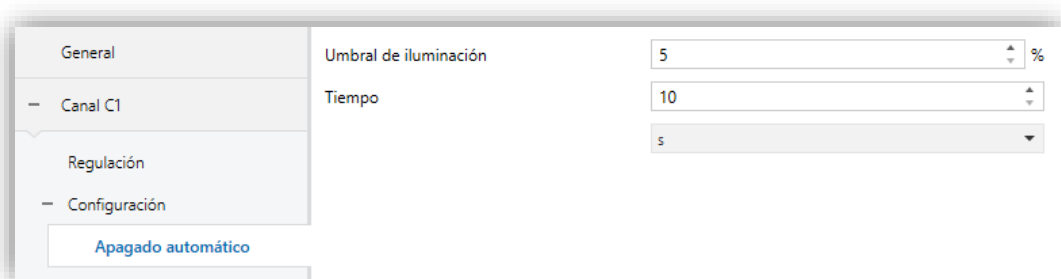 General
Canal C1
Regulación
Configuración
Apagado automático
Umbral de iluminación 5 %
Tiempo 10
s